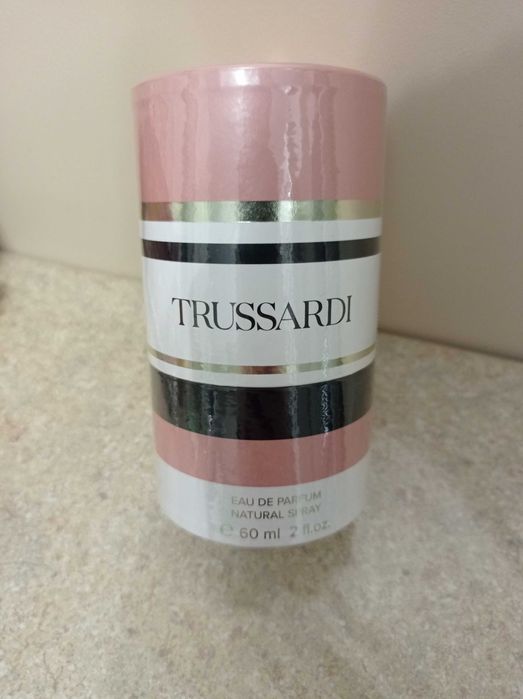 TRUSSARDI
EAU DE PARFUM
NATURAL SPRAY
℮ 60 ml 2 fl.oz.